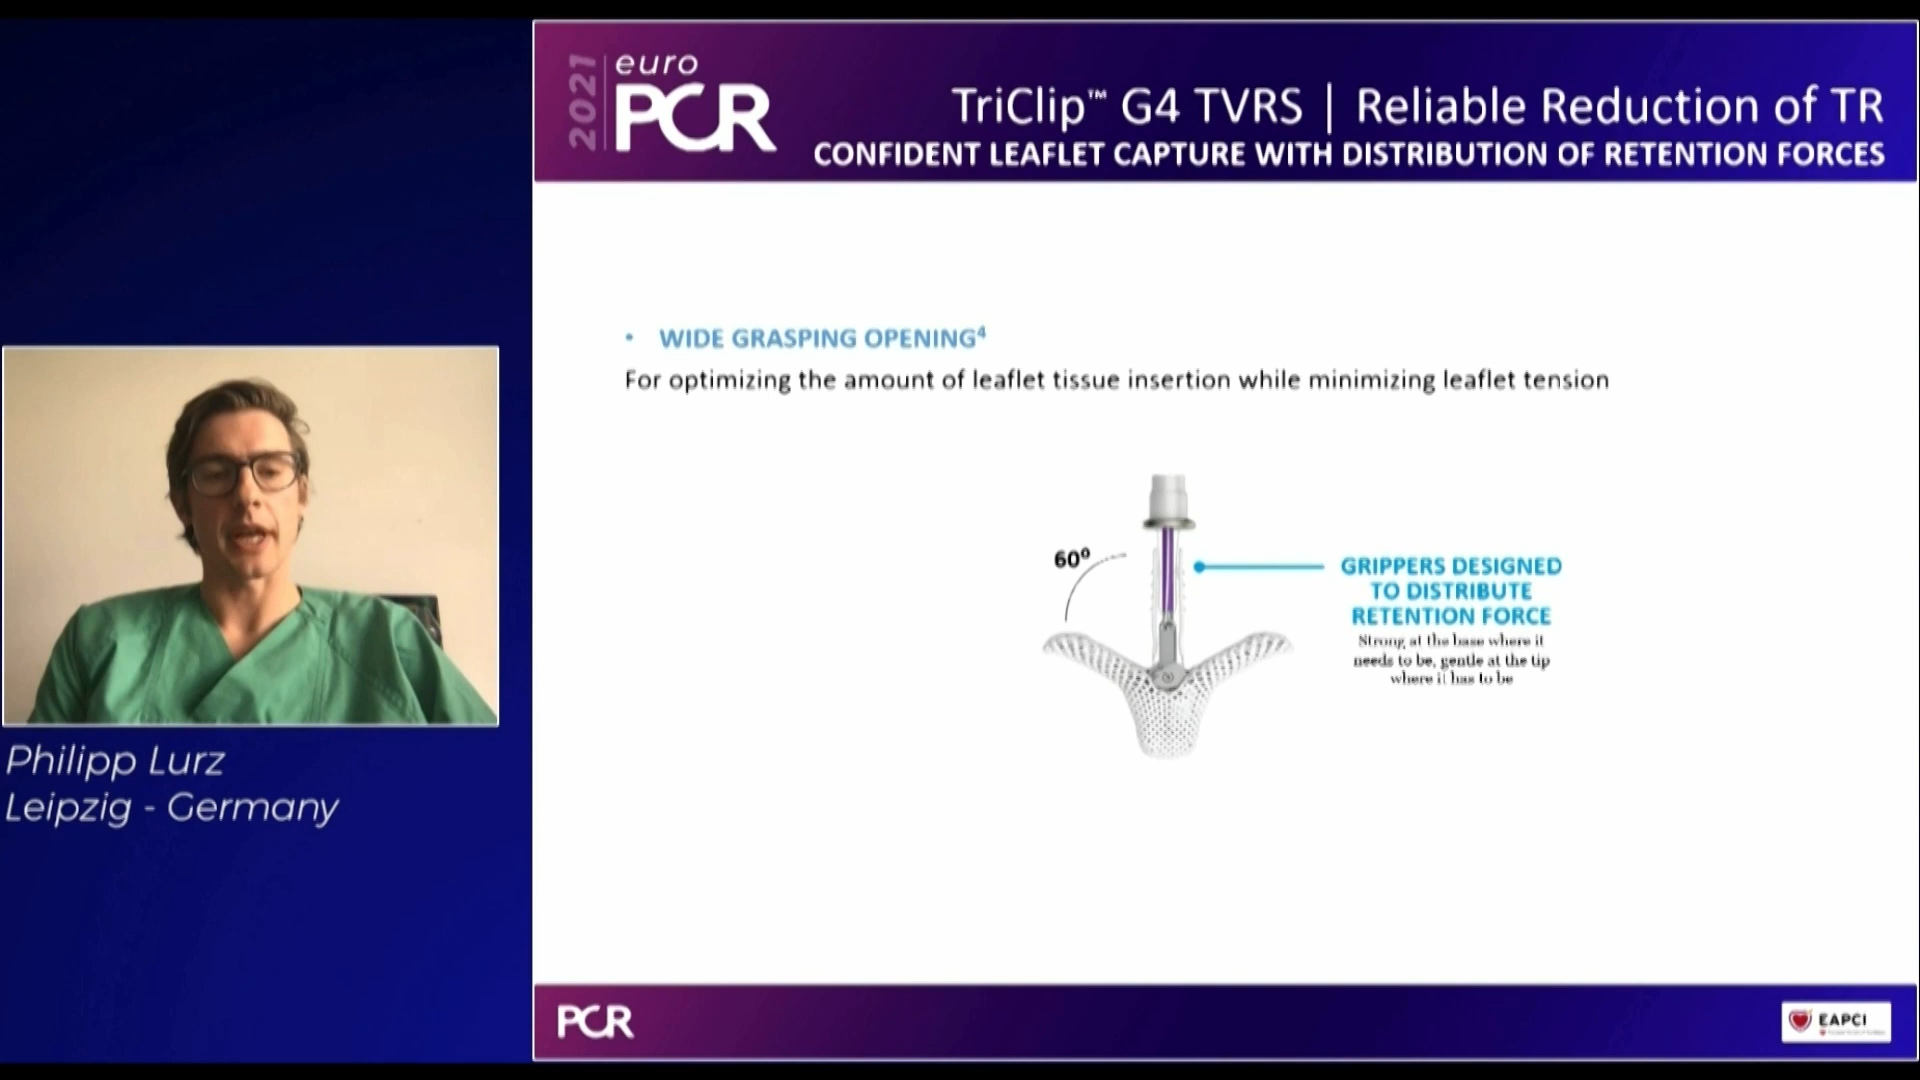 2021
euro
PCR
TriClip™ G4 TVRS | Reliable Reduction of TR
CONFIDENT LEAFLET CAPTURE WITH DISTRIBUTION OF RETENTION FORCES
• WIDE GRASPING OPENING⁴
For optimizing the amount of leaflet tissue insertion while minimizing leaflet tension
60º
GRIPPERS DESIGNED
TO DISTRIBUTE
RETENTION FORCE
Strong at the base where it
needs to be, gentle at the tip
where it has to be
Philipp Lurz
Leipzig - Germany
PCR
EAPCI